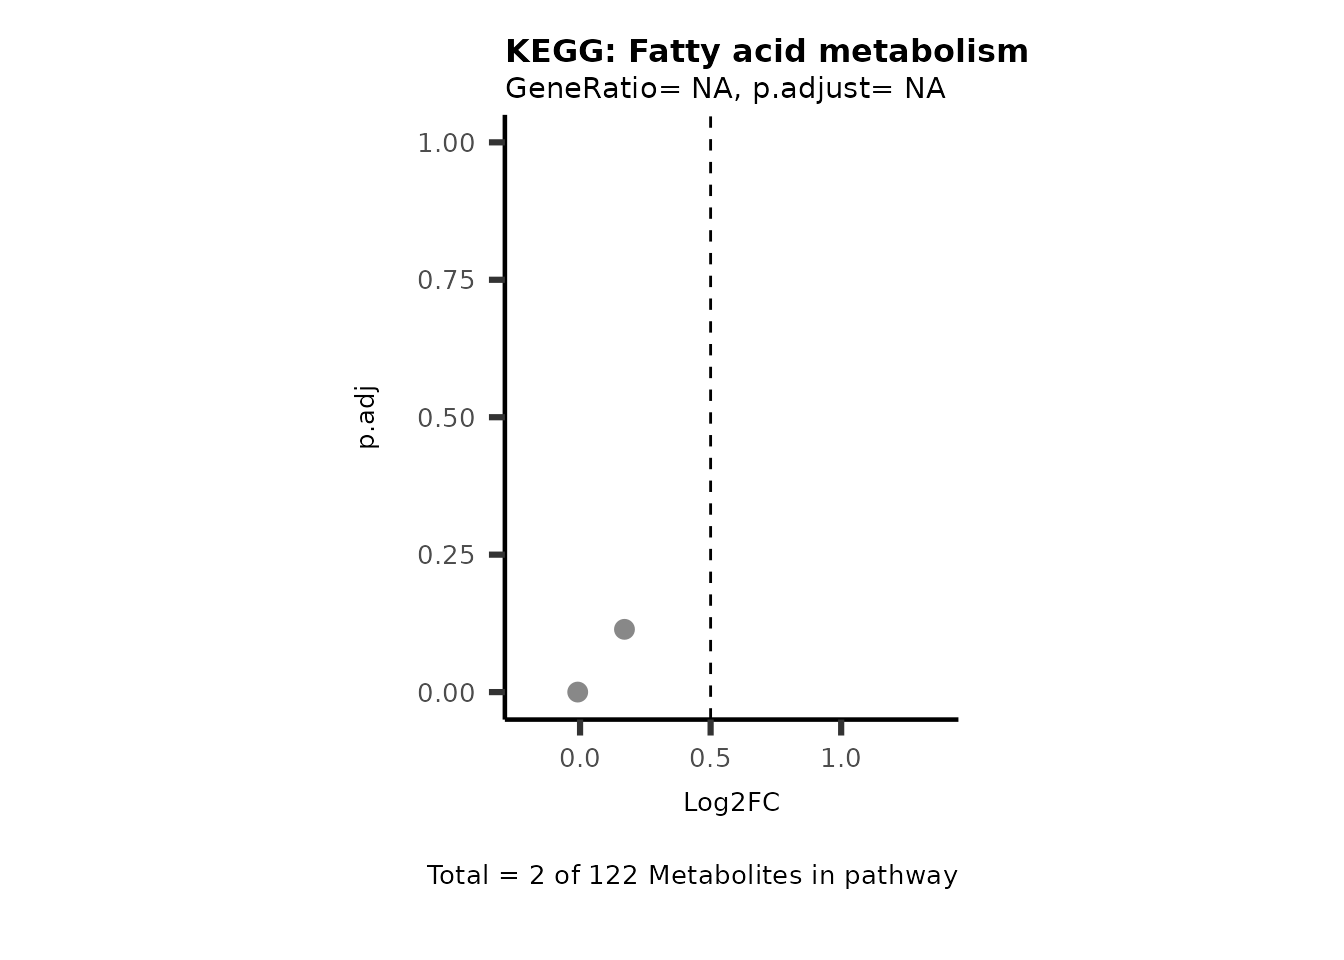 KEGG: Fatty acid metabolism
GeneRatio= NA, p.adjust= NA
1.00
0.75
0.50
0.25
0.00
p.adj
0.0 0.5 1.0
Log2FC
Total = 2 of 122 Metabolites in pathway